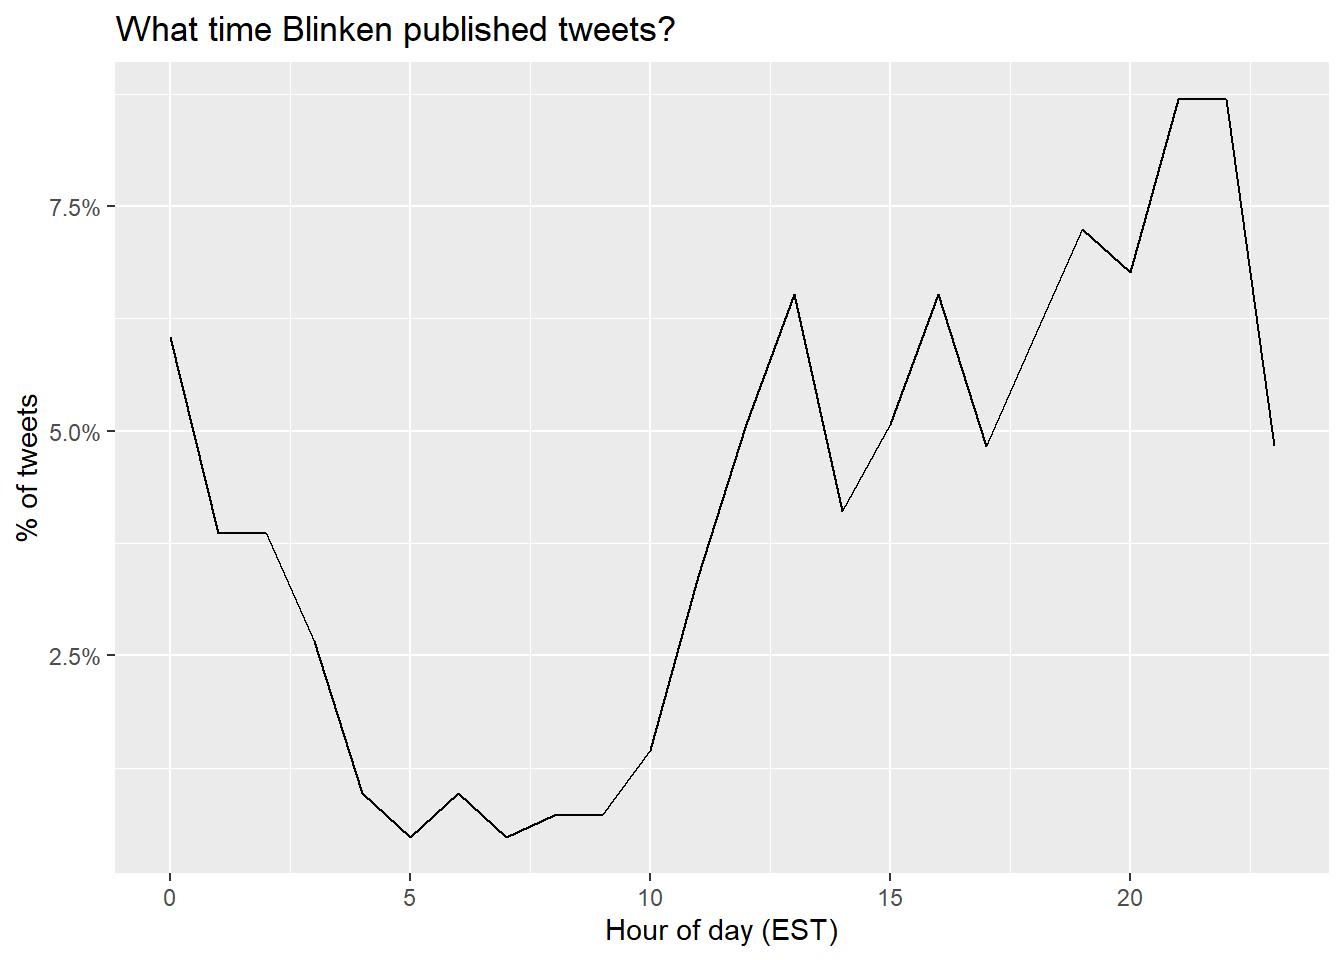 What time Blinken published tweets?
7.5%
5.0%
2.5%
% of tweets
0 5 10 15 20
Hour of day (EST)